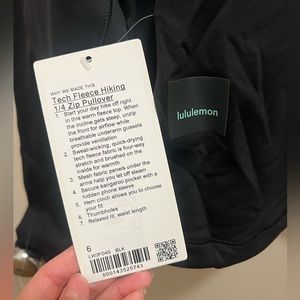 WHY WE MADE THIS
Tech Fleece Hiking
1/4 Zip Pullover
1. Start your day hike off right
in this warm fleece top. When
the incline gets steep, unzip
the front for airflow while
breathable underarm gussets
provide ventilation
2. Sweat-wicking, quick-drying
tech fleece fabric is four-way
stretch and brushed on the
inside for warmth
3. Mesh fabric panels under the
arms help you let off steam
4. Secure kangaroo pocket with a
hidden phone sleeve
5. Hem cinch allows you to choose
your fit
6. Thumbholes
7. Relaxed fit, waist length
6
LW3FQ4S BLK
000143525743
lululemon